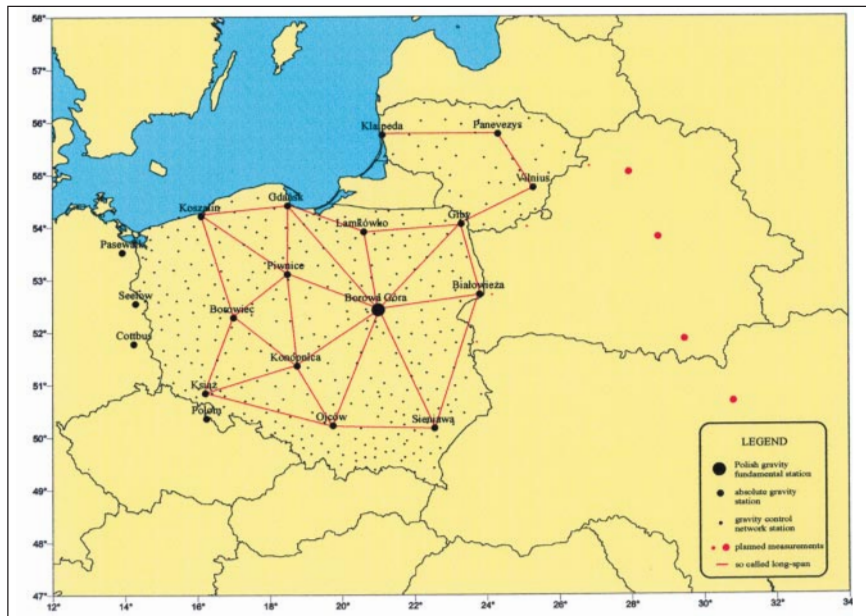 58°
57°
56°
55°
54°
53°
52°
51°
50°
49°
48°
47°
12°
14°
16°
18°
20°
22°
24°
26°
28°
30°
32°
34
Klaipeda
Panevezys
Vilnius
Gdańsk
Koszalin
Lamkówko
Giby
Pasewalk
Piwnice
Borowa Góra
Białowieża
Seelow
Borowiec
Cottbus
Konopnica
Książ
Polom
Ojców
Sieniawa
LEGEND
Polish gravity
fundamental station
absolute gravity
station
gravity control
network station
planned measurements
so called long-span